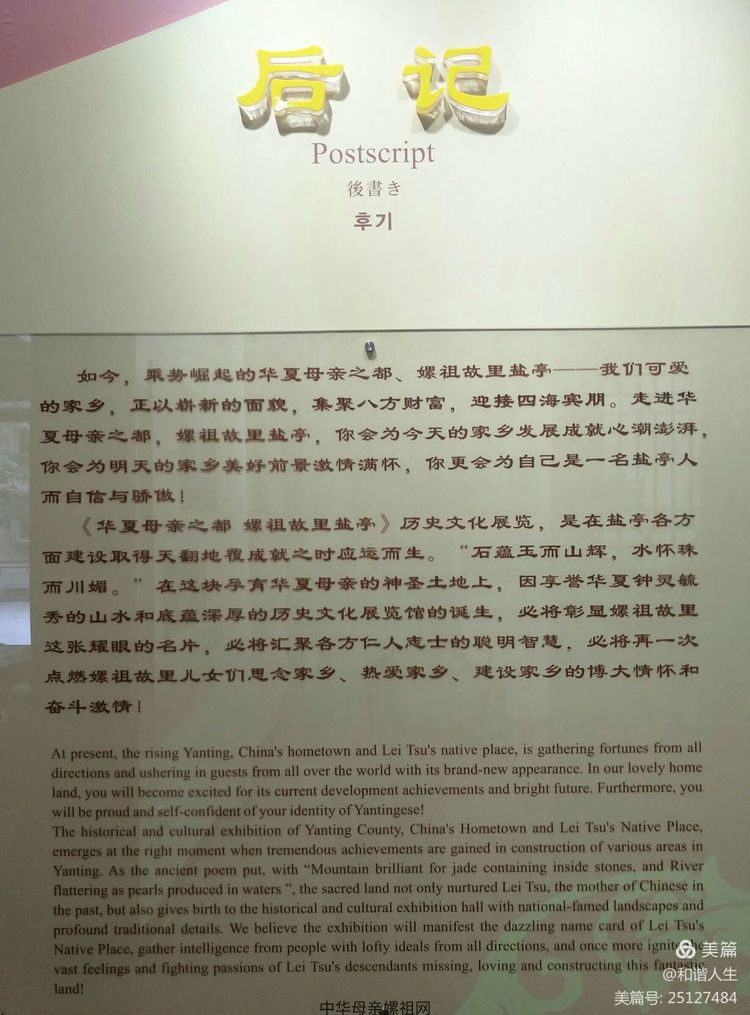 后记
Postscript
後書き
후기
如今，乘势崛起的华夏母亲之都、嫘祖故里盐亭——我们可爱
的家乡，正以崭新的面貌，集聚八方财富，迎接四海宾朋。走进华
夏母亲之都，嫘祖故里盐亭，你会为今天的家乡发展成就心潮澎湃，
你会为明天的家乡美好前景激情满怀，你更会为自己是一名盐亭人
而自信与骄傲！
《华夏母亲之都 嫘祖故里盐亭》历史文化展览，是在盐亭各方
面建设取得天翻地覆成就之时应运而生。“石蕴玉而山辉，水怀珠
而川媚。”在这块孕育华夏母亲的神圣土地上，因享誉华夏钟灵毓
秀的山水和底蕴深厚的历史文化展览馆的诞生，必将彰显嫘祖故里
这张耀眼的名片，必将汇聚各方仁人志士的聪明智慧，必将再一次
点燃嫘祖故里儿女们思念家乡、热爱家乡、建设家乡的博大情怀和
奋斗激情！
At present, the rising Yanting, China's hometown and Lei Tsu's native place, is gathering fortunes from all
directions and ushering in guests from all over the world with its brand-new appearance. In our lovely home
land, you will become excited for its current development achievements and bright future. Furthermore, you
will be proud and self-confident of your identity of Yantingese!
The historical and cultural exhibition of Yanting County, China's Hometown and Lei Tsu's Native Place,
emerges at the right moment when tremendous achievements are gained in construction of various areas in
Yanting. As the ancient poem put, with “Mountain brilliant for jade containing inside stones, and River
flattering as pearls produced in waters ”, the sacred land not only nurtured Lei Tsu, the mother of Chinese in
the past, but also gives birth to the historical and cultural exhibition hall with national-famed landscapes and
profound traditional details. We believe the exhibition will manifest the dazzling name card of Lei Tsu's
Native Place, gather intelligence from people with lofty ideals from all directions, and once more ignite the
vast feelings and fighting passions of Lei Tsu's descendants missing, loving and constructing this fantastic
land!
美篇
@和谐人生
美篇号: 25127484
中华母亲嫘祖网